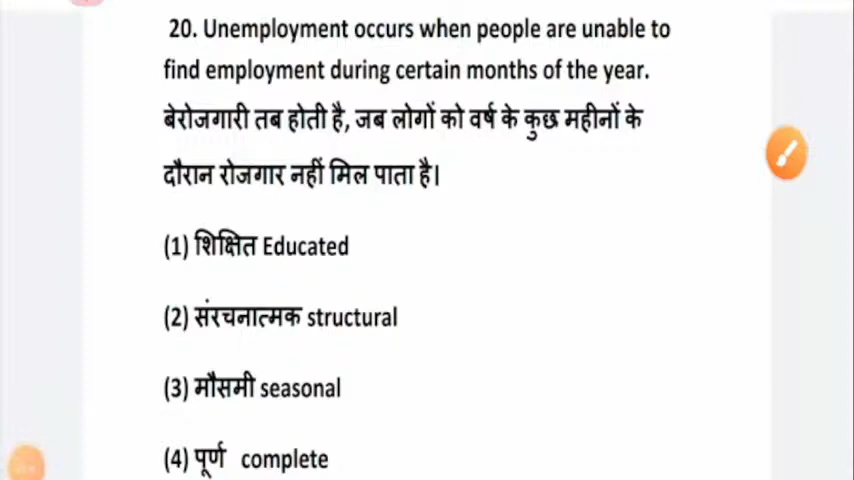 20. Unemployment occurs when people are unable to
find employment during certain months of the year.
बेरोजगारी तब होती है, जब लोगों को वर्ष के कुछ महीनों के
दौरान रोजगार नहीं मिल पाता है।
(1) शिक्षित Educated
(2) संरचनात्मक structural
(3) मौसमी seasonal
(4) पूर्ण complete